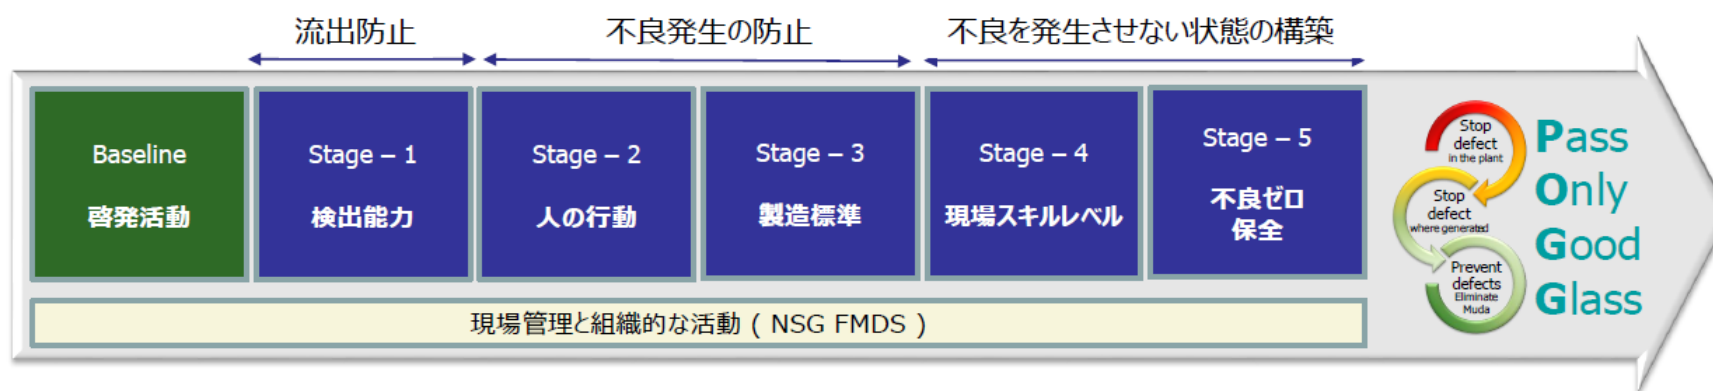 流出防止
不良発生の防止
不良を発生させない状態の構築
Baseline
啓発活動
Stage – 1
検出能力
Stage – 2
人の行動
Stage – 3
製造標準
Stage – 4
現場スキルレベル
Stage – 5
不良ゼロ
保全
現場管理と組織的な活動 ( NSG FMDS )
Stop
defect
in the plant
Stop
defect
where generated
Prevent
defects
Eliminate
Muda
Pass
Only
Good
Glass